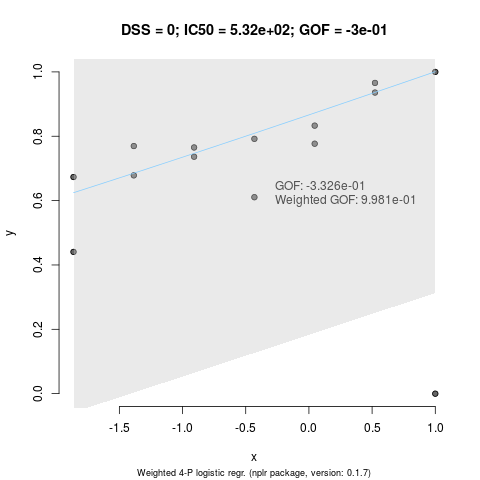 DSS = 0; IC50 = 5.32e+02; GOF = -3e-01
1.0
0.8
0.6
0.4
0.2
0.0
y
GOF: -3.326e-01
Weighted GOF: 9.981e-01
-1.5 -1.0 -0.5 0.0 0.5 1.0
x
Weighted 4-P logistic regr. (nplr package, version: 0.1.7)